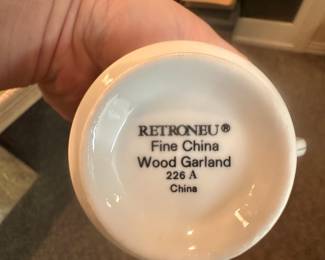 RETRONEU®
Fine China
Wood Garland
226 A
China